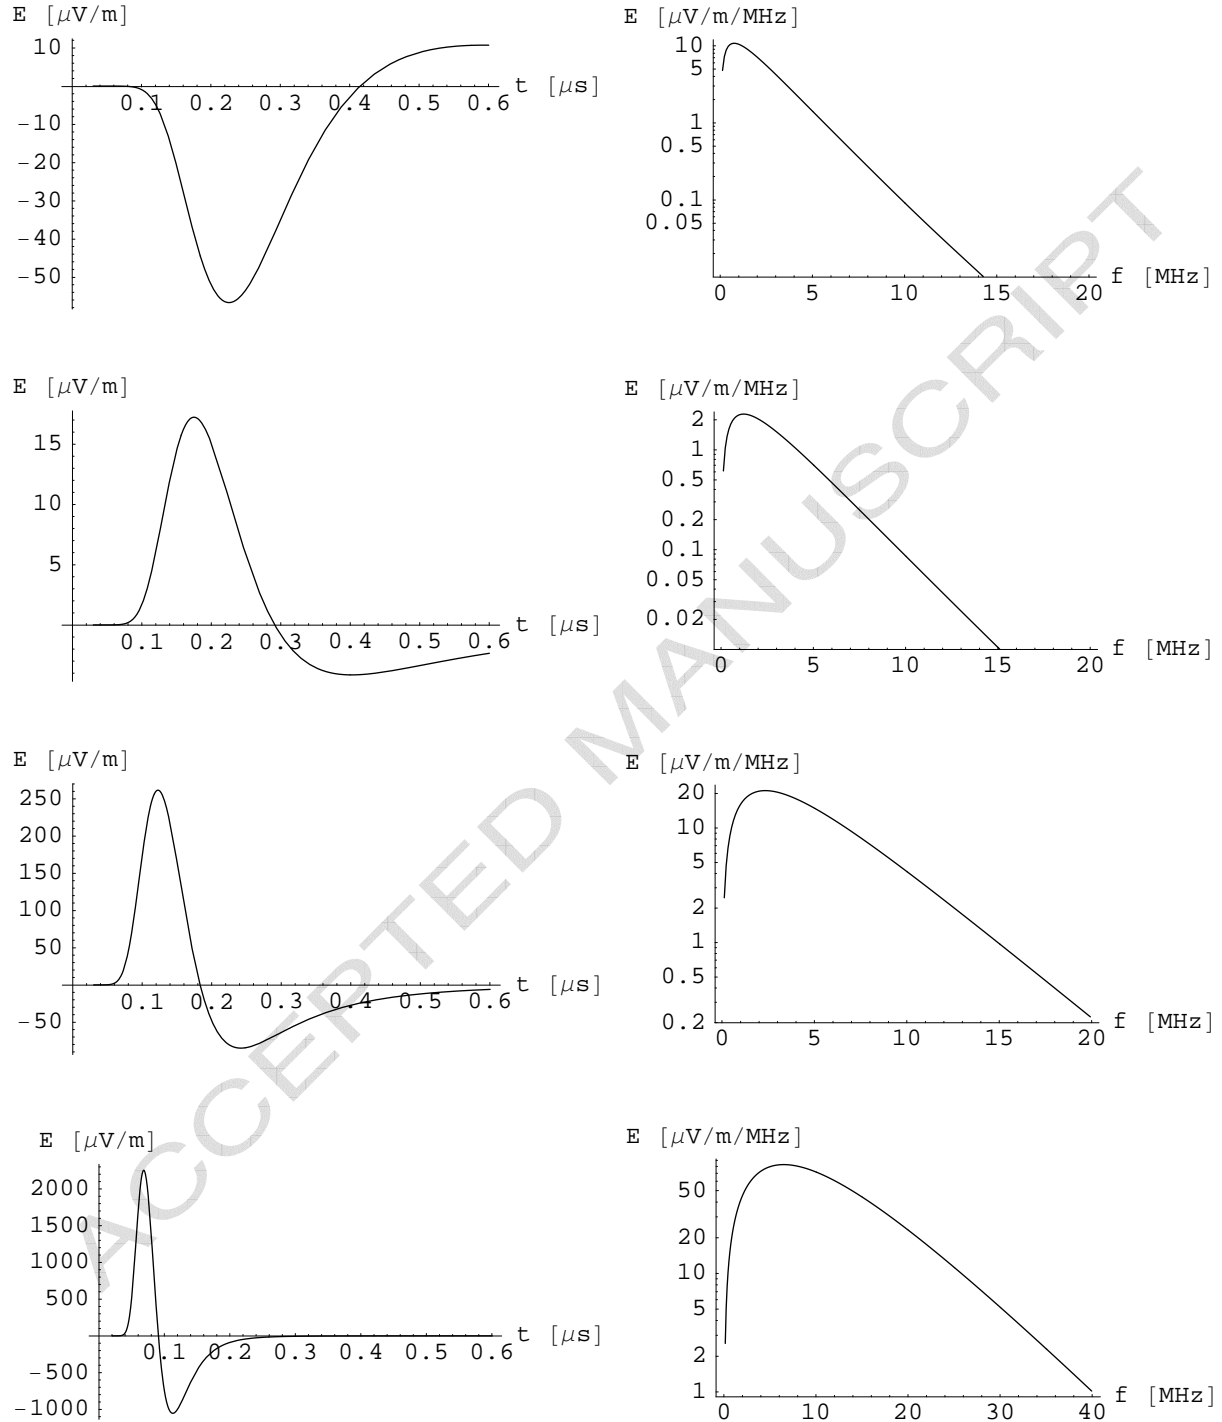 E [μV/m]
10
0.1 0.2 0.3 0.4 0.5 0.6 t [μs]
−10
−20
−30
−40
−50
E [μV/m/MHz]
10
5
1
0.5
0.1
0.05
0 5 10 15 20 f [MHz]
E [μV/m]
15
10
5
0.1 0.2 0.3 0.4 0.5 0.6 t [μs]
E [μV/m/MHz]
2
1
0.5
0.2
0.1
0.05
0.02
0 5 10 15 20 f [MHz]
E [μV/m]
250
200
150
100
50
0.1 0.2 0.3 0.4 0.5 0.6 t [μs]
−50
E [μV/m/MHz]
20
10
5
2
1
0.5
0.2
0 5 10 15 20 f [MHz]
E [μV/m]
2000
1500
1000
500
0.1 0.2 0.3 0.4 0.5 0.6 t [μs]
−500
−1000
E [μV/m/MHz]
50
20
10
5
2
1
0 10 20 30 40 f [MHz]
ACCEPTED MANUSCRIPT